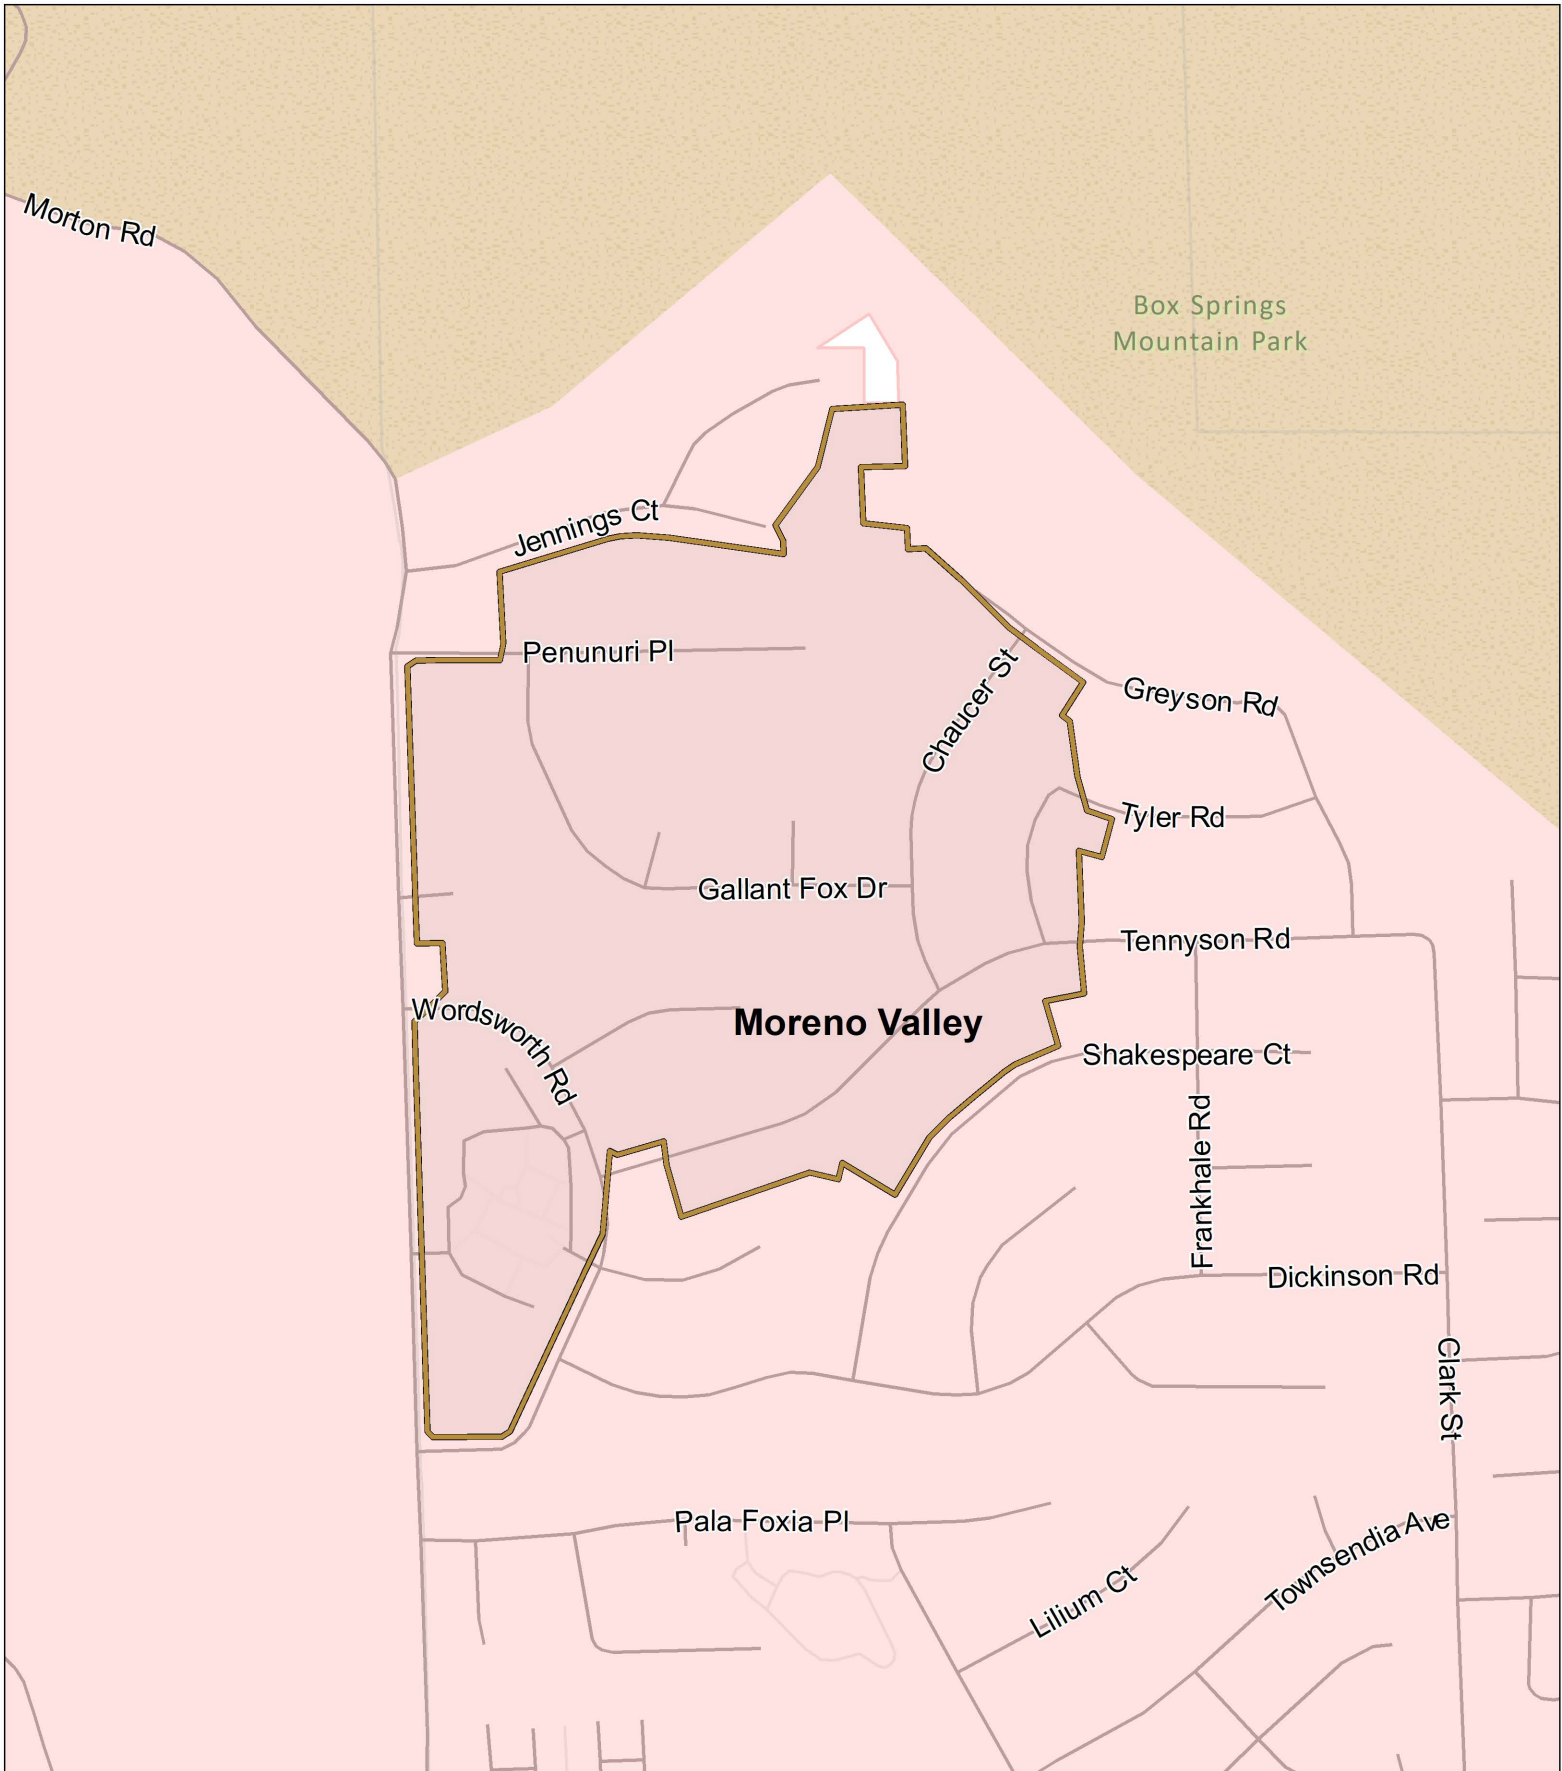 Morton Rd
Box Springs
Mountain Park
Jennings Ct
Penunuri Pl
Chaucer St
Greyson Rd
Tyler Rd
Gallant Fox Dr
Tennyson Rd
Wordsworth Rd
Moreno Valley
Shakespeare Ct
Frankhale Rd
Dickinson Rd
Clark St
Pala Foxia Pl
Townsendia Ave
Lilium Ct